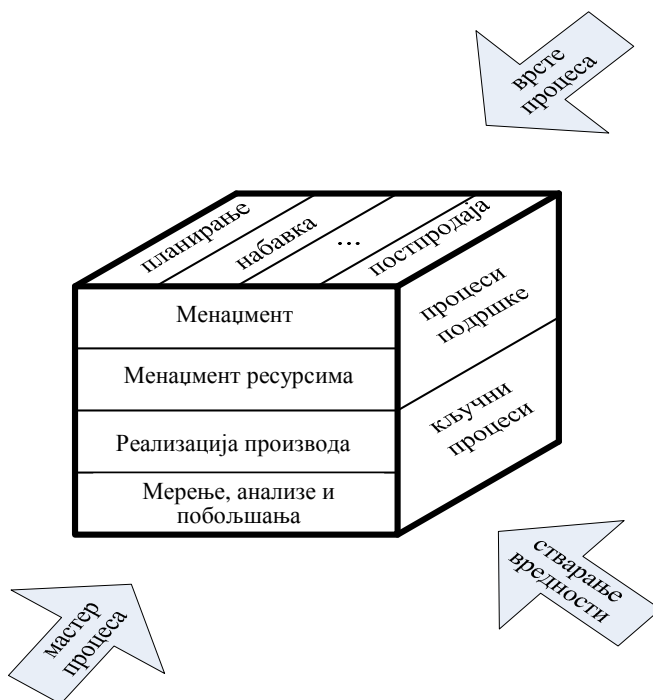 врсте
процеса
планирање
набавка
...
постпродаја
Менаџмент
Менаџмент ресурсима
Реализација производа
Мерење, анализе и
побољшања
процеси
подршке
кључни
процеси
мастер
процеса
стварање
вредности